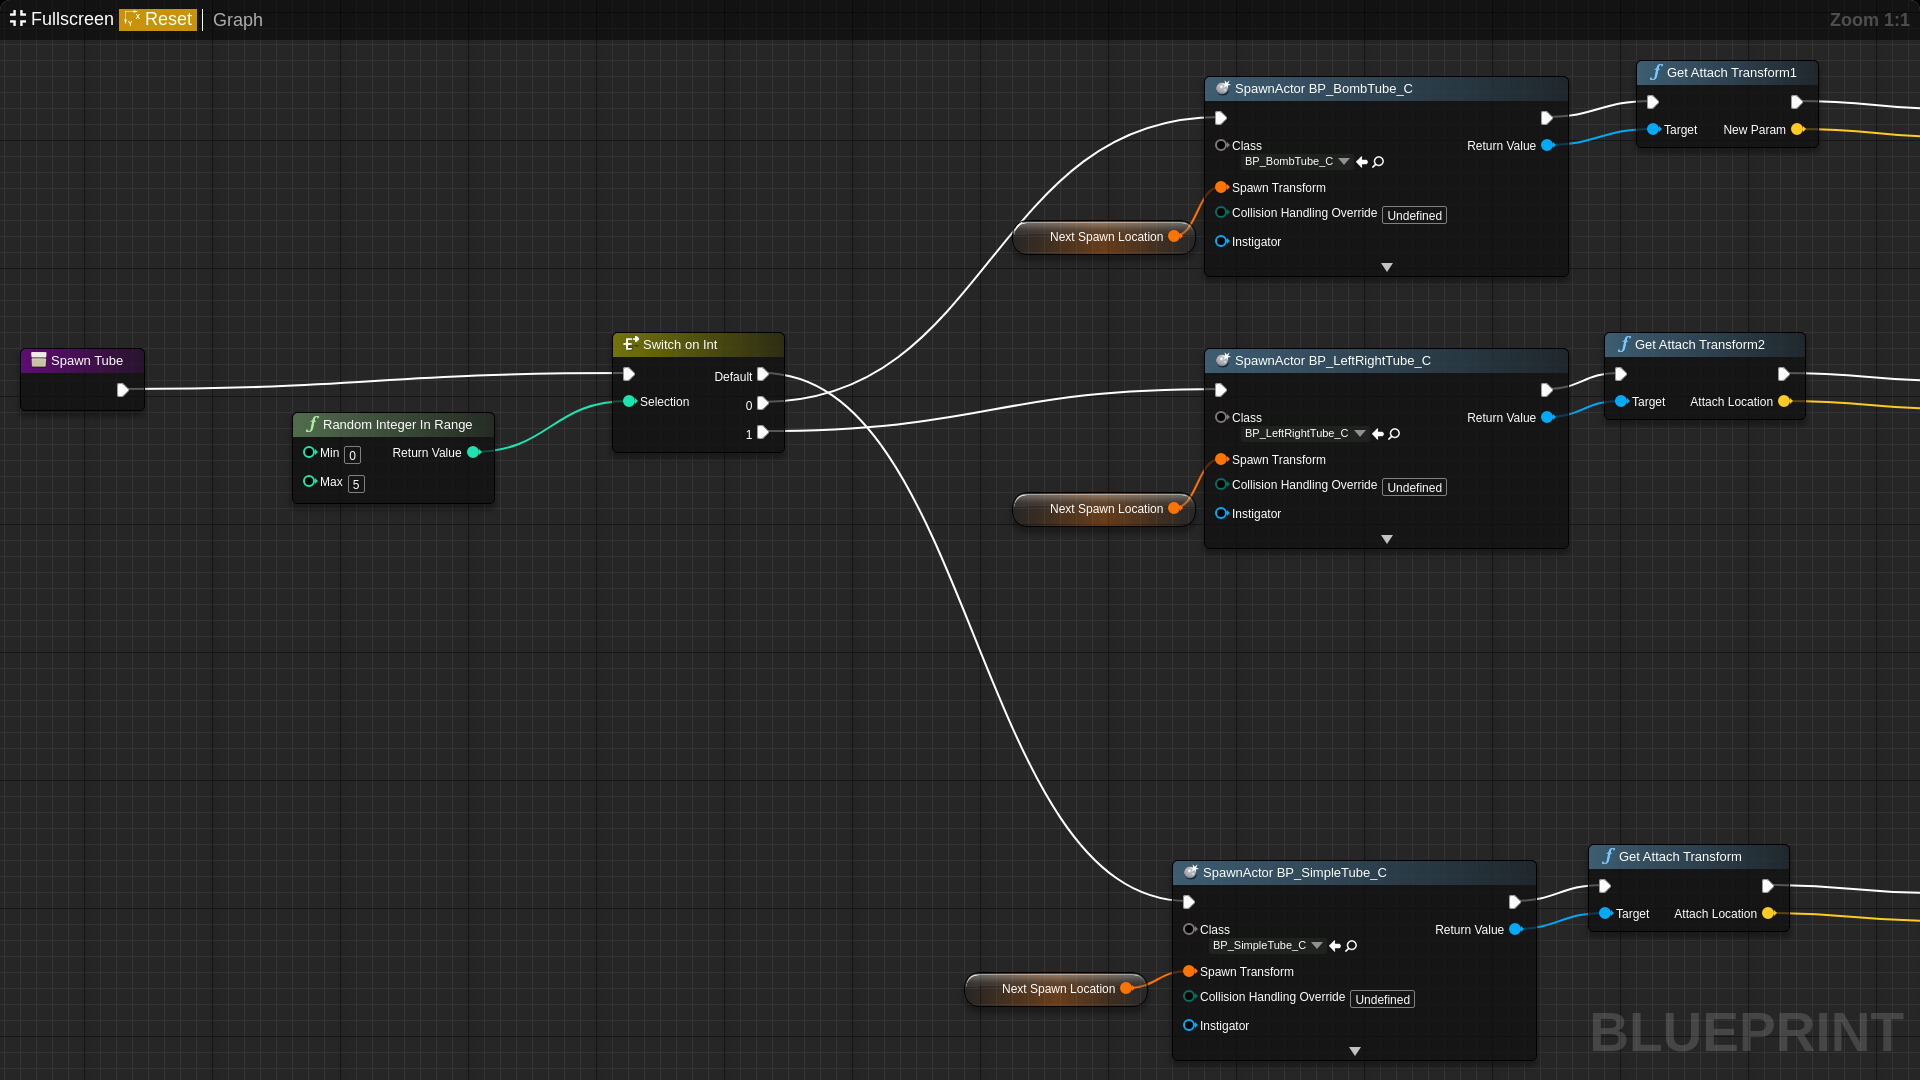 Fullscreen Reset Graph
Zoom 1:1
Spawn Tube
Random Integer In Range
Min 0 Return Value
Max 5
Switch on Int
Default
Selection
0
1
SpawnActor BP_BombTube_C
Class
BP_BombTube_C
Return Value
Spawn Transform
Collision Handling Override Undefined
Instigator
Next Spawn Location
Get Attach Transform1
Target New Param
SpawnActor BP_LeftRightTube_C
Class
BP_LeftRightTube_C
Return Value
Spawn Transform
Collision Handling Override Undefined
Instigator
Next Spawn Location
Get Attach Transform2
Target Attach Location
SpawnActor BP_SimpleTube_C
Class
BP_SimpleTube_C
Return Value
Spawn Transform
Collision Handling Override Undefined
Instigator
Next Spawn Location
Get Attach Transform
Target Attach Location
BLUEPRINT